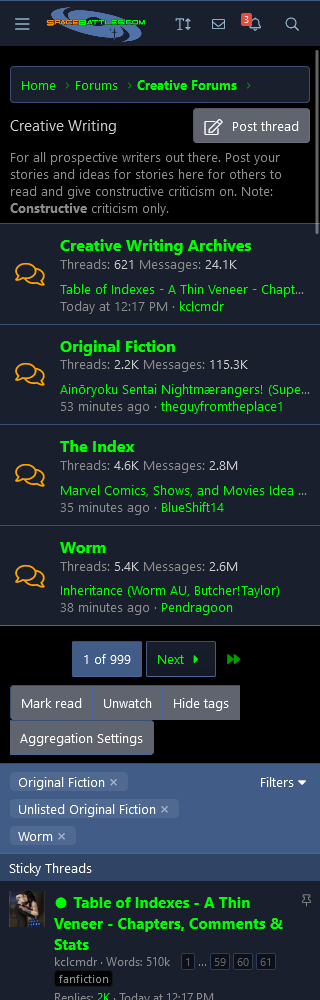 SPACEBATTLES.COM
3
Home Forums Creative Forums
Creative Writing
Post thread
For all prospective writers out there. Post your
stories and ideas for stories here for others to
read and give constructive criticism on. Note:
Constructive criticism only.
Creative Writing Archives
Threads: 621 Messages: 24.1K
Table of Indexes - A Thin Veneer - Chapt...
Today at 12:17 PM · kclcmdr
Original Fiction
Threads: 2.2K Messages: 115.3K
Ainōryoku Sentai Nightmærangers! (Supe...
53 minutes ago · theguyfromtheplace1
The Index
Threads: 4.6K Messages: 2.8M
Marvel Comics, Shows, and Movies Idea ...
35 minutes ago · BlueShift14
Worm
Threads: 5.4K Messages: 2.6M
Inheritance (Worm AU, Butcher!Taylor)
38 minutes ago · Pendragoon
1 of 999 Next
Mark read Unwatch Hide tags
Aggregation Settings
Original Fiction ×
Filters
Unlisted Original Fiction ×
Worm ×
Sticky Threads
Table of Indexes - A Thin
Veneer - Chapters, Comments &
Stats
kclcmdr · Words: 510k 1 ... 59 60 61
fanfiction
Replies: 2K · Today at 12:17 PM